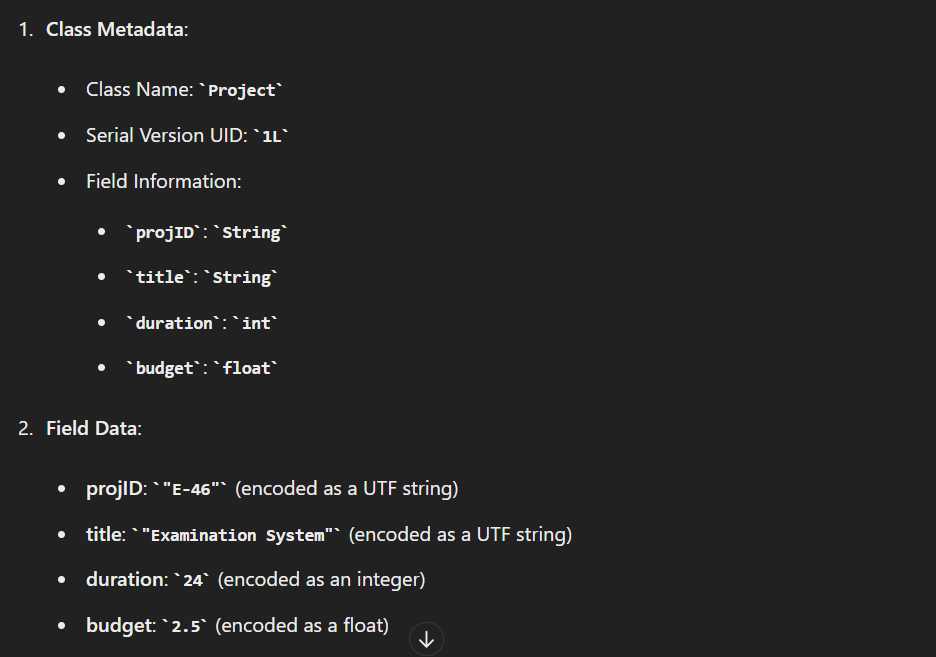 1. Class Metadata:
• Class Name: `Project`
• Serial Version UID: `1L`
• Field Information:
• `projID`: `String`
• `title`: `String`
• `duration`: `int`
• `budget`: `float`
2. Field Data:
• projID: `"E-46"` (encoded as a UTF string)
• title: `"Examination System"` (encoded as a UTF string)
• duration: `24` (encoded as an integer)
• budget: `2.5` (encoded as a float)